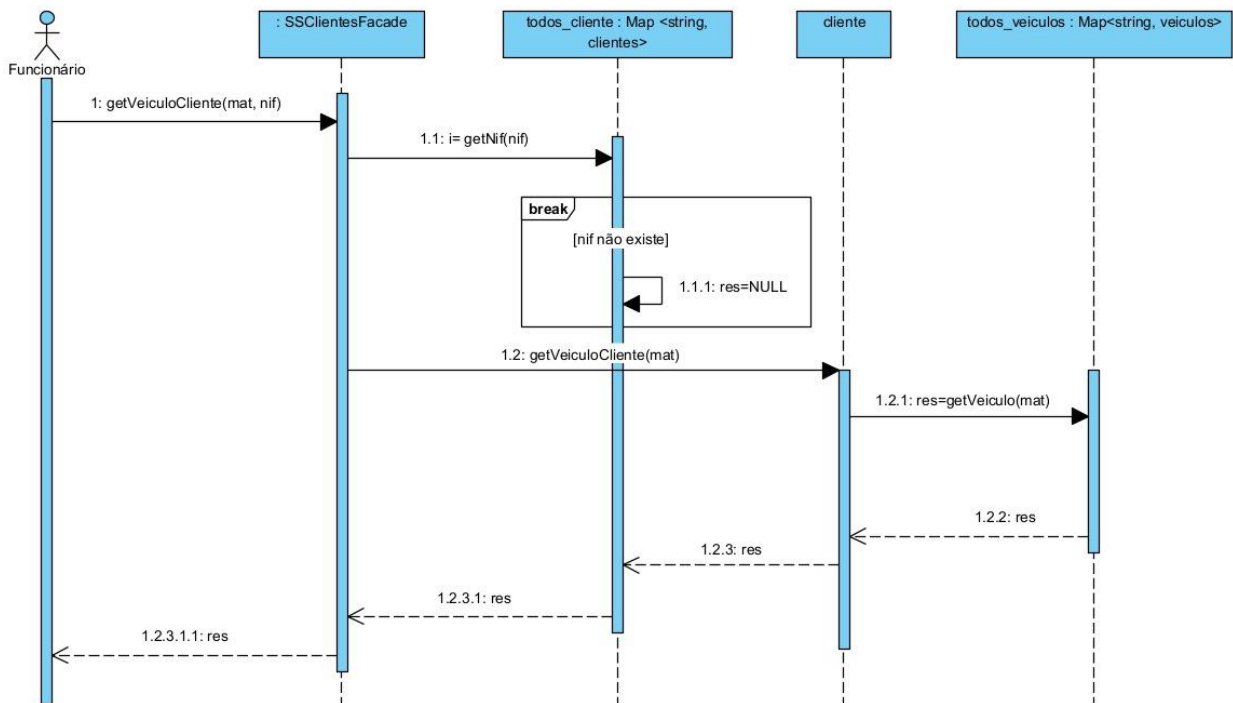 : SSClientesFacade
todos_cliente : Map <string,
clientes>
cliente
todos_veiculos : Map<string, veiculos>
Funcionário
1: getVeiculoCliente(mat, nif)
1.1: i= getNif(nif)
break
[nif não existe]
1.1.1: res=NULL
1.2: getVeiculoCliente(mat)
1.2.1: res=getVeiculo(mat)
1.2.2: res
1.2.3: res
1.2.3.1: res
1.2.3.1.1: res